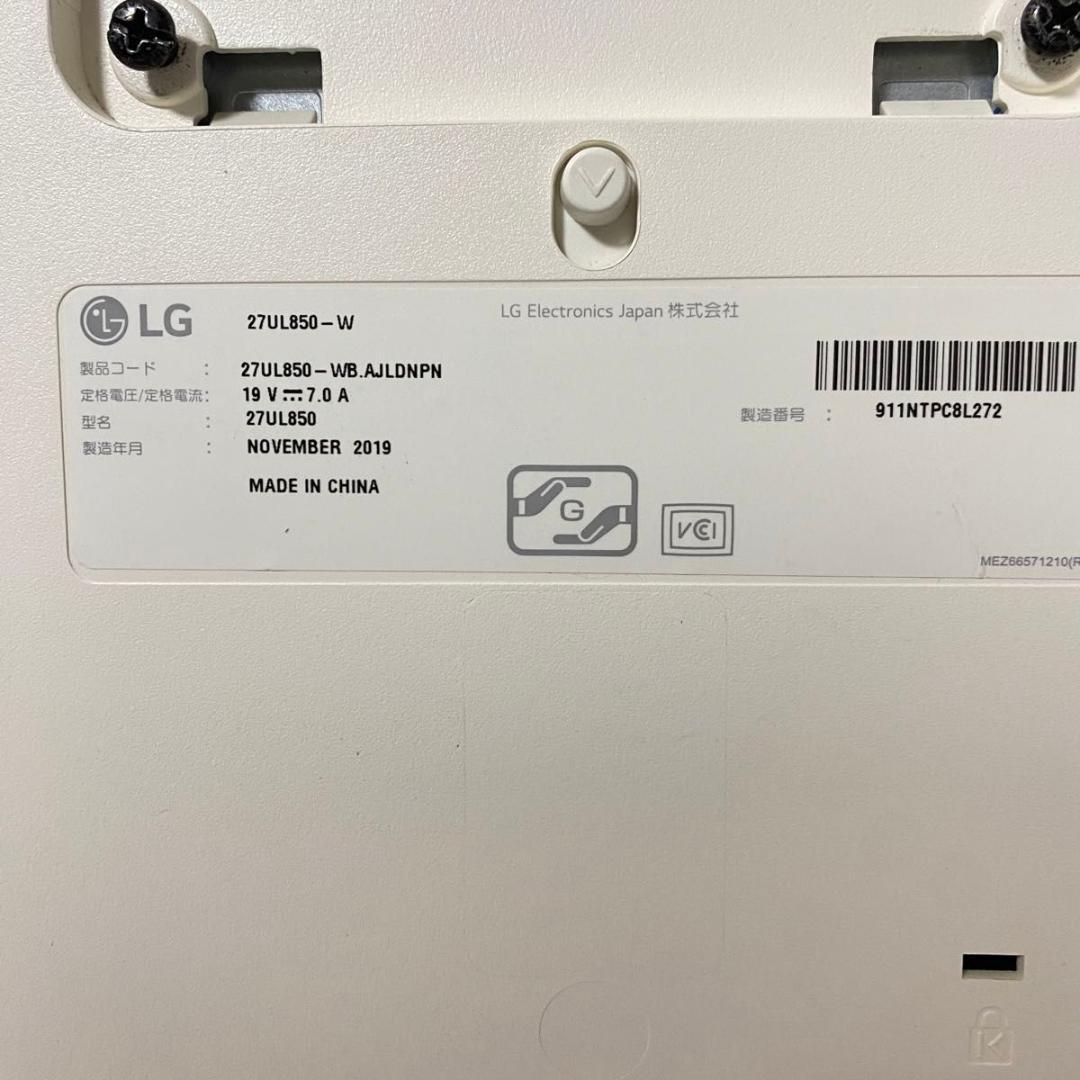 LG 27UL850-W
LG Electronics Japan 株式会社
製品コード : 27UL850-WB.AJLDNPN
定格電圧/定格電流: 19 V⎓7.0 A
型名 : 27UL850
製造年月 : NOVEMBER 2019
MADE IN CHINA
製造番号 : 911NTPC8L272
G
VCCI
MEZ66571210(R
K